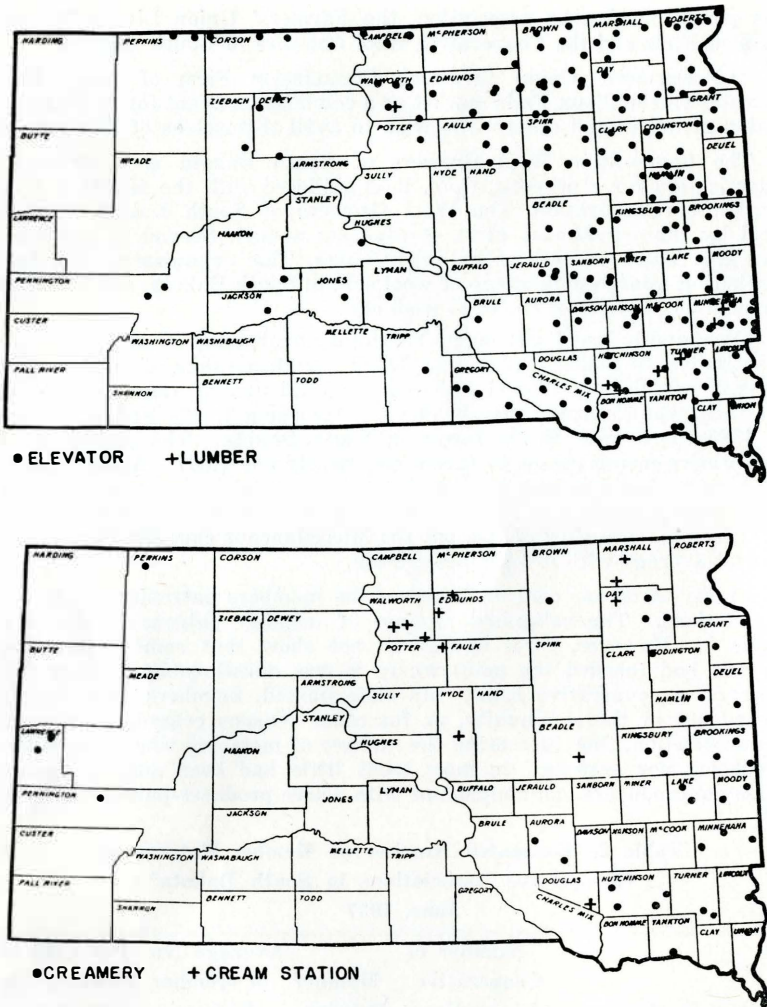 HARDING PERKINS CORSON CAMPBELL McPHERSON BROWN MARSHALL ROBERTS
WALWORTH EDMUNDS DAY
ZIEBACH DEWEY GRANT
BUTTE POTTER FAULK SPINK CLARK CODINGTON
MEADE ARMSTRONG SULLY HYDE HAND DEUEL
STANLEY HAMLIN
LAWRENCE HUGHES BEADLE KINGSBURY BROOKINGS
HAAKON
PENNINGTON JACKSON JONES LYMAN BUFFALO JERAULD SANBORN MINER LAKE MOODY
CUSTER BRULE AURORA DAVISON HANSON McCOOK MINNEHAHA
WASHINGTON WASHABAUGH MELLETTE TRIPP
FALL RIVER GREGORY DOUGLAS HUTCHINSON TURNER LINCOLN
SHANNON BENNETT TODD CHARLES MIX
BON HOMME YANKTON CLAY UNION
● ELEVATOR +LUMBER
HARDING PERKINS CORSON CAMPBELL McPHERSON BROWN MARSHALL ROBERTS
WALWORTH EDMUNDS DAY
ZIEBACH DEWEY GRANT
BUTTE POTTER FAULK SPINK CLARK CODINGTON
MEADE ARMSTRONG SULLY HYDE HAND DEUEL
STANLEY HAMLIN
LAWRENCE HUGHES BEADLE KINGSBURY BROOKINGS
HAAKON
PENNINGTON JACKSON JONES LYMAN BUFFALO JERAULD SANBORN MINER LAKE MOODY
CUSTER BRULE AURORA DAVISON HANSON McCOOK MINNEHAHA
WASHINGTON WASHABAUGH MELLETTE TRIPP
FALL RIVER GREGORY DOUGLAS HUTCHINSON TURNER LINCOLN
SHANNON BENNETT TODD CHARLES MIX
BON HOMME YANKTON CLAY UNION
●CREAMERY + CREAM STATION